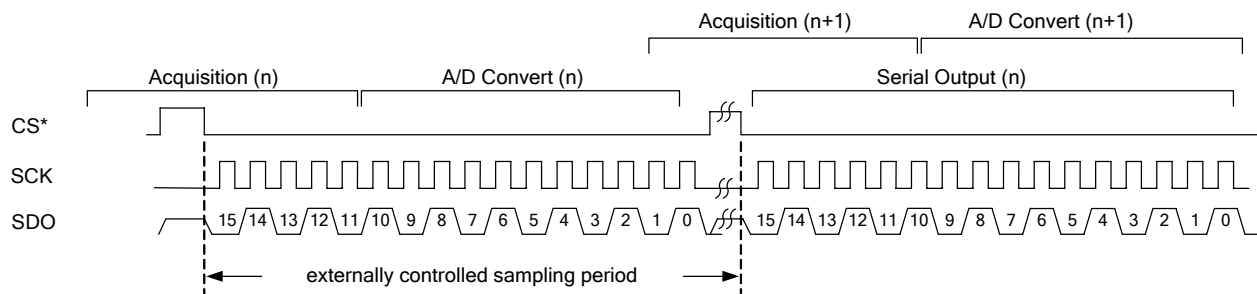 Acquisition (n+1) A/D Convert (n+1)
Acquisition (n) A/D Convert (n) Serial Output (n)
CS*
SCK
SDO 15 14 13 12 11 10 9 8 7 6 5 4 3 2 1 0 15 14 13 12 11 10 9 8 7 6 5 4 3 2 1 0
externally controlled sampling period